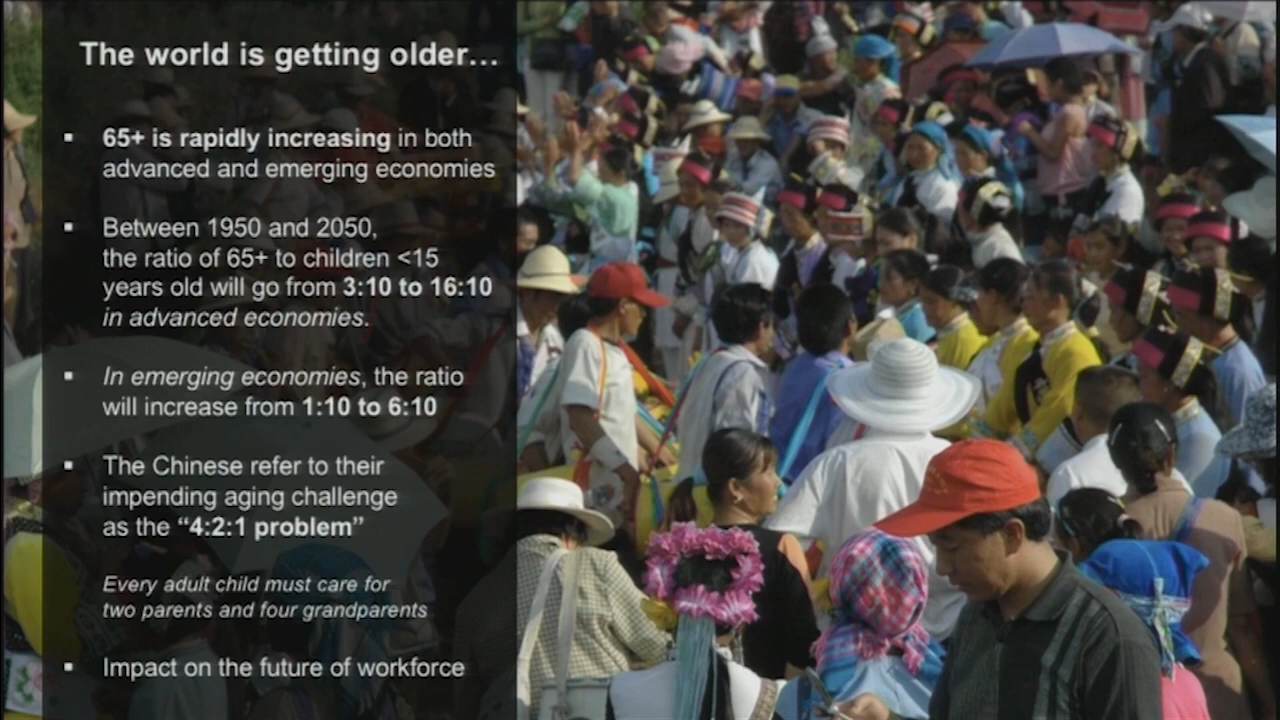 The world is getting older…
▪ 65+ is rapidly increasing in both
advanced and emerging economies
▪ Between 1950 and 2050,
the ratio of 65+ to children <15
years old will go from 3:10 to 16:10
in advanced economies.
▪ In emerging economies, the ratio
will increase from 1:10 to 6:10
▪ The Chinese refer to their
impending aging challenge
as the “4:2:1 problem”
Every adult child must care for
two parents and four grandparents
▪ Impact on the future of workforce